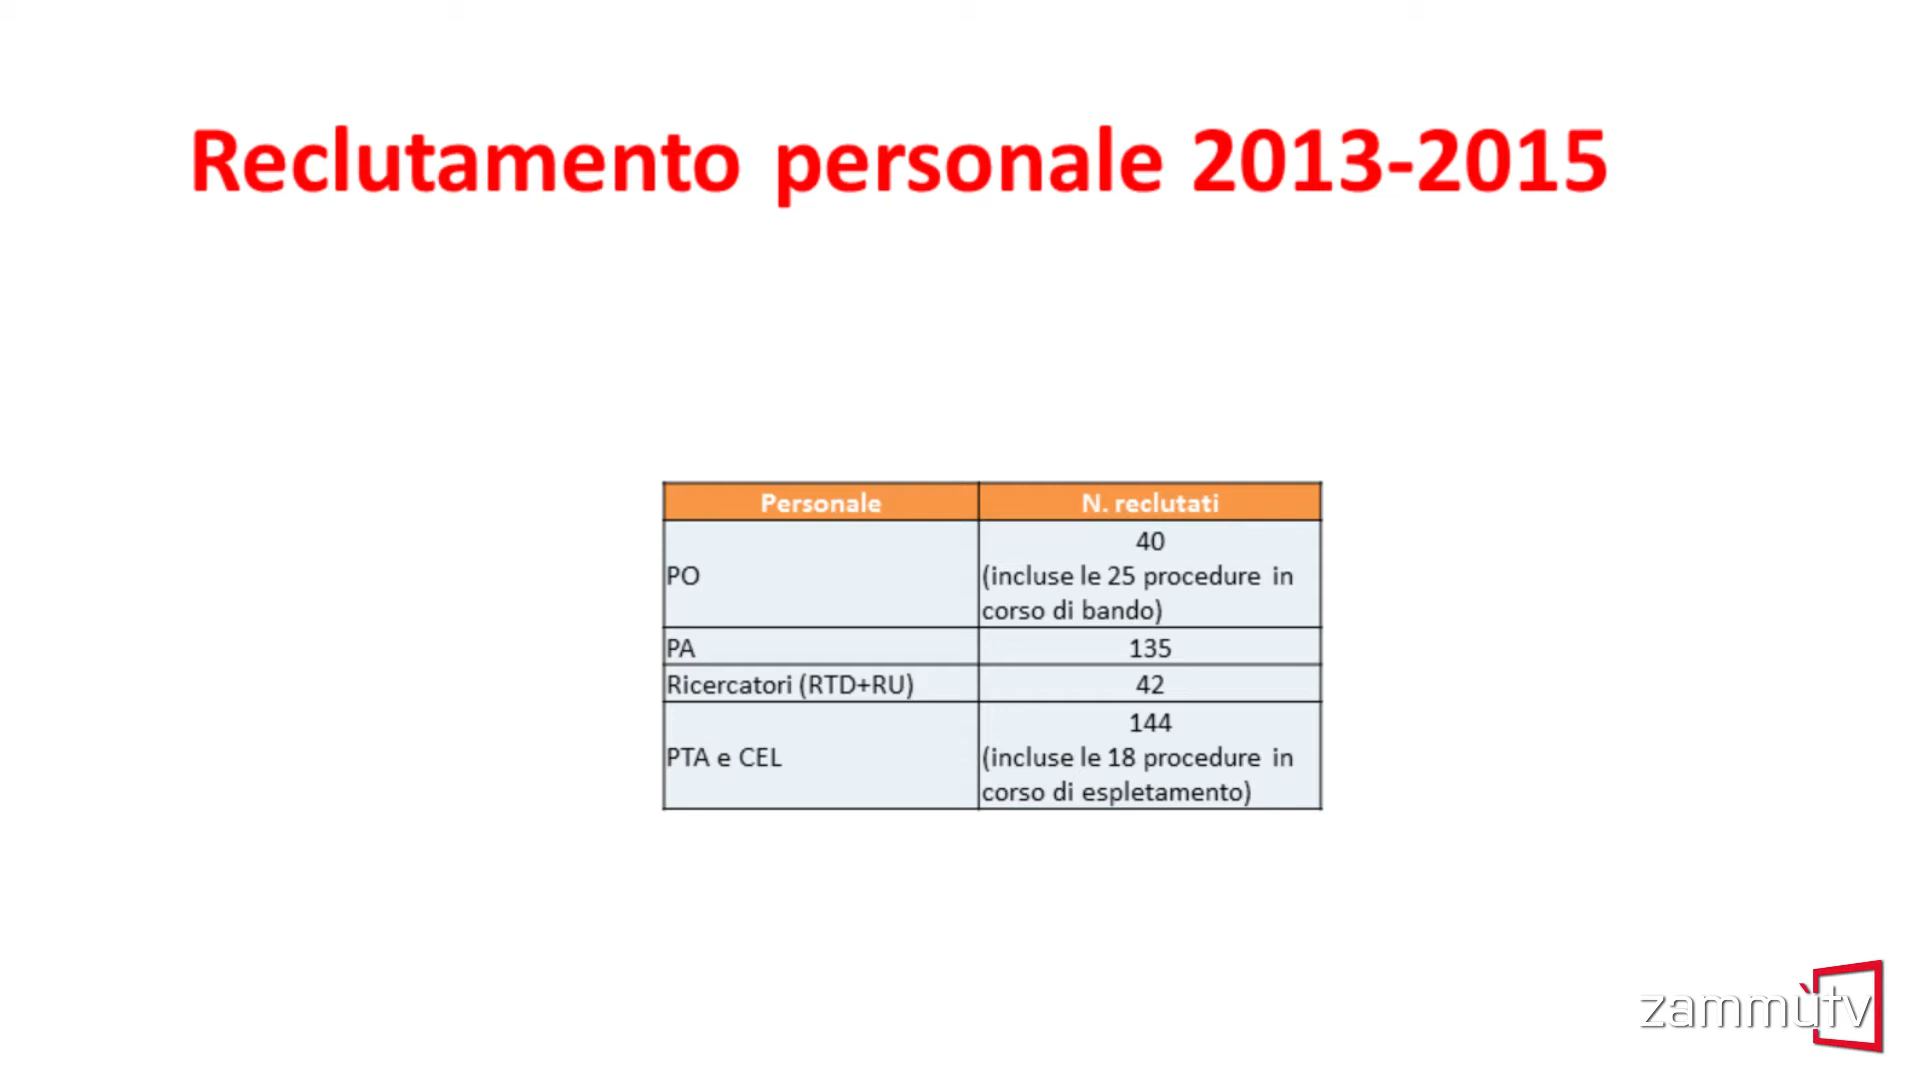 Reclutamento personale 2013-2015
Personale N. reclutati
40
PO (incluse le 25 procedure in
corso di bando)
PA 135
Ricercatori (RTD+RU) 42
144
PTA e CEL (incluse le 18 procedure in
corso di espletamento)
zammùtv